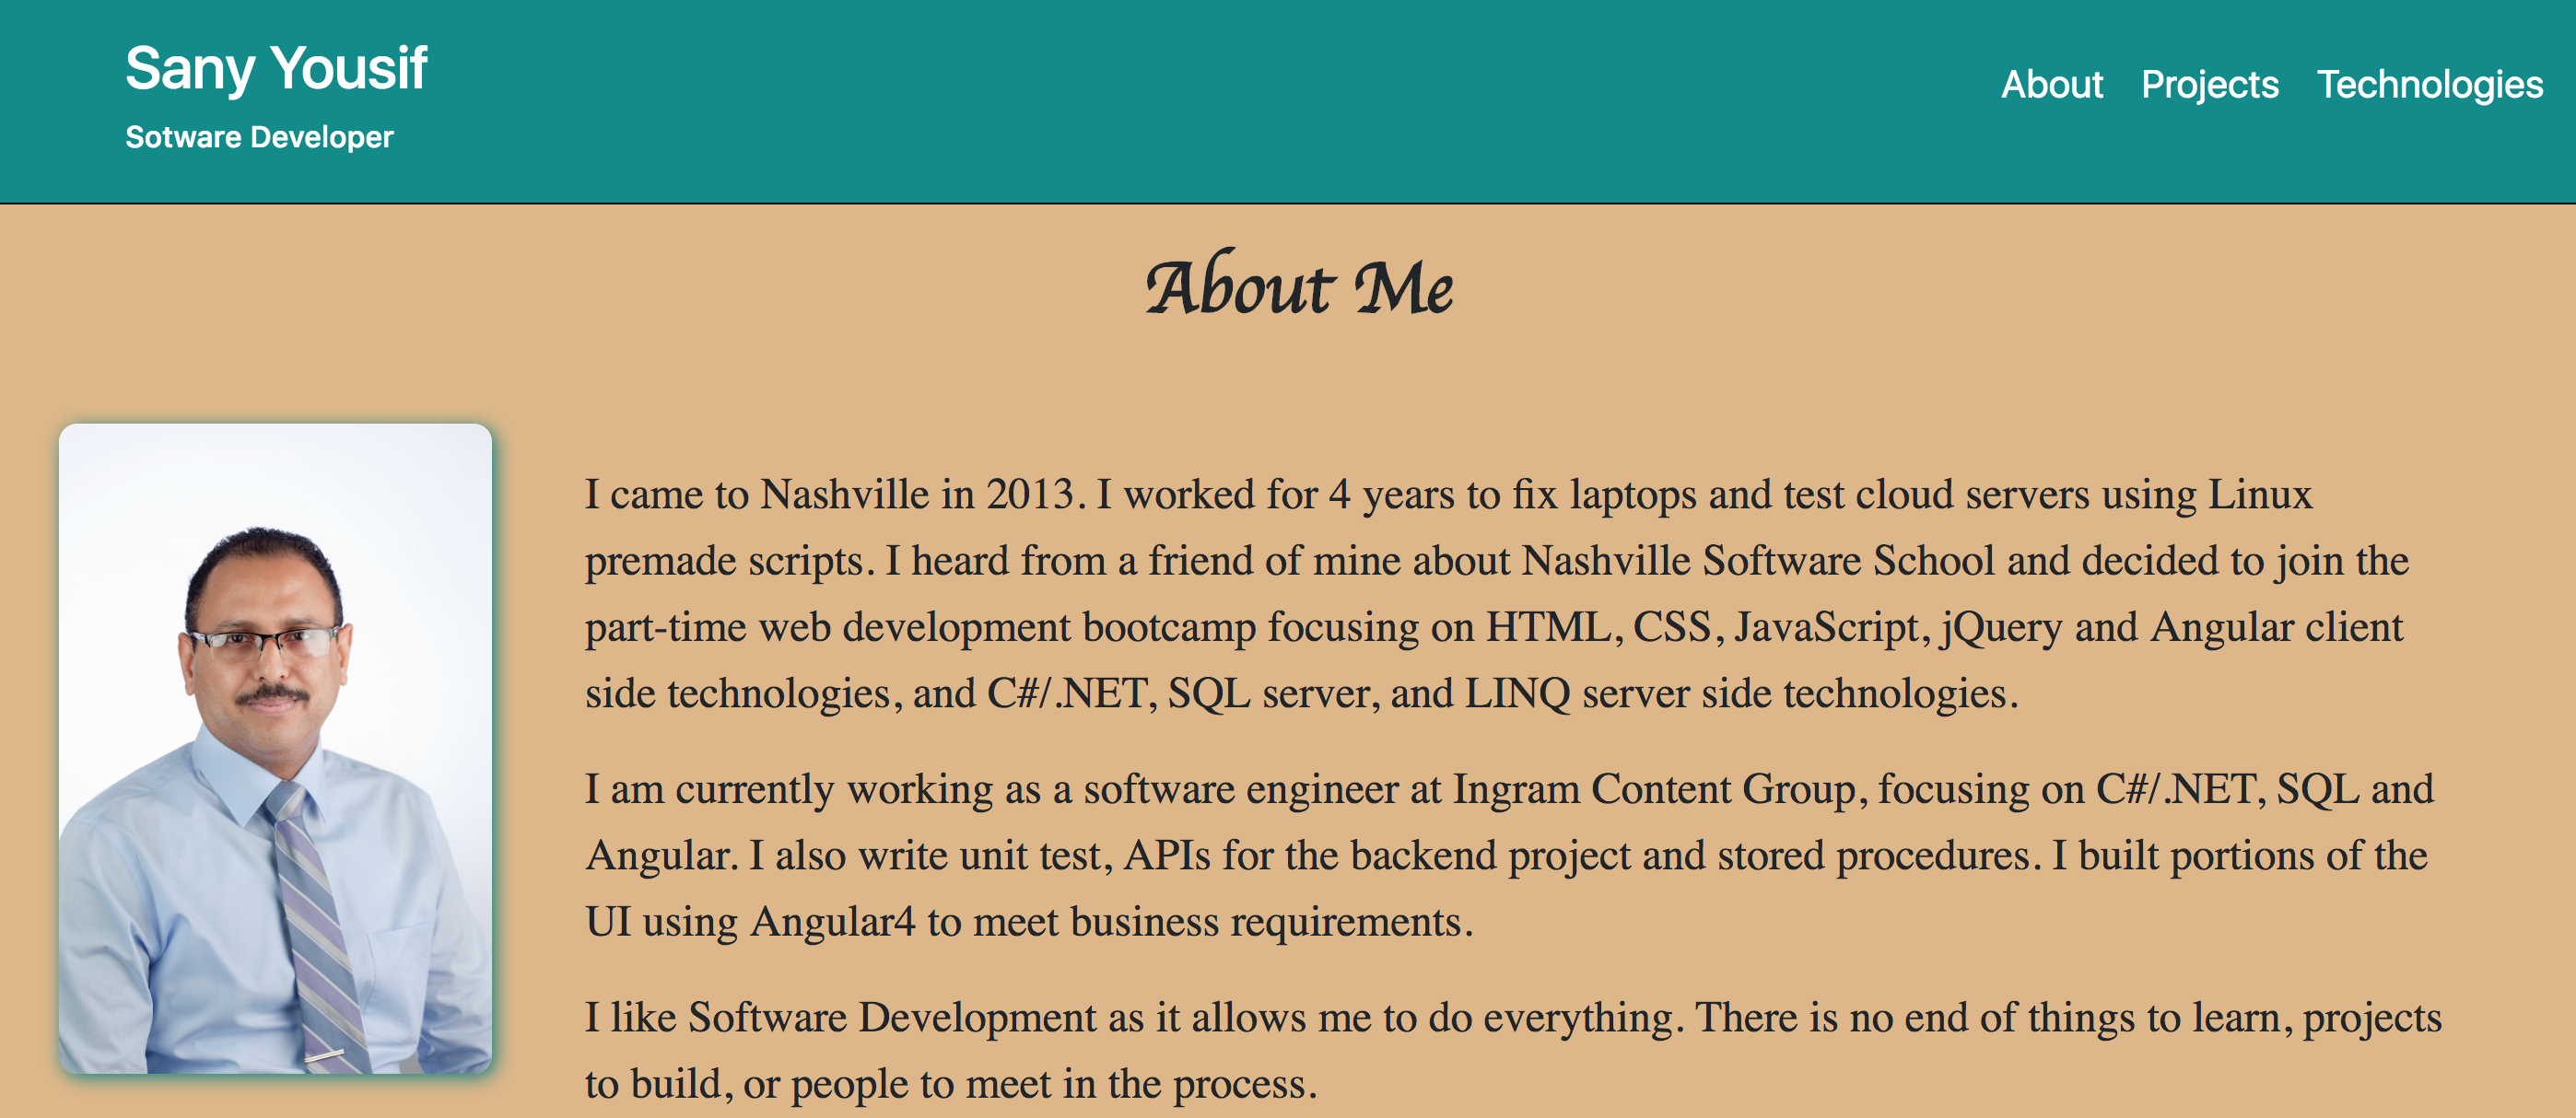 Sany Yousif
Sotware Developer
About Projects Technologies
About Me
I came to Nashville in 2013. I worked for 4 years to fix laptops and test cloud servers using Linux
premade scripts. I heard from a friend of mine about Nashville Software School and decided to join the
part-time web development bootcamp focusing on HTML, CSS, JavaScript, jQuery and Angular client
side technologies, and C#/.NET, SQL server, and LINQ server side technologies.
I am currently working as a software engineer at Ingram Content Group, focusing on C#/.NET, SQL and
Angular. I also write unit test, APIs for the backend project and stored procedures. I built portions of the
UI using Angular4 to meet business requirements.
I like Software Development as it allows me to do everything. There is no end of things to learn, projects
to build, or people to meet in the process.